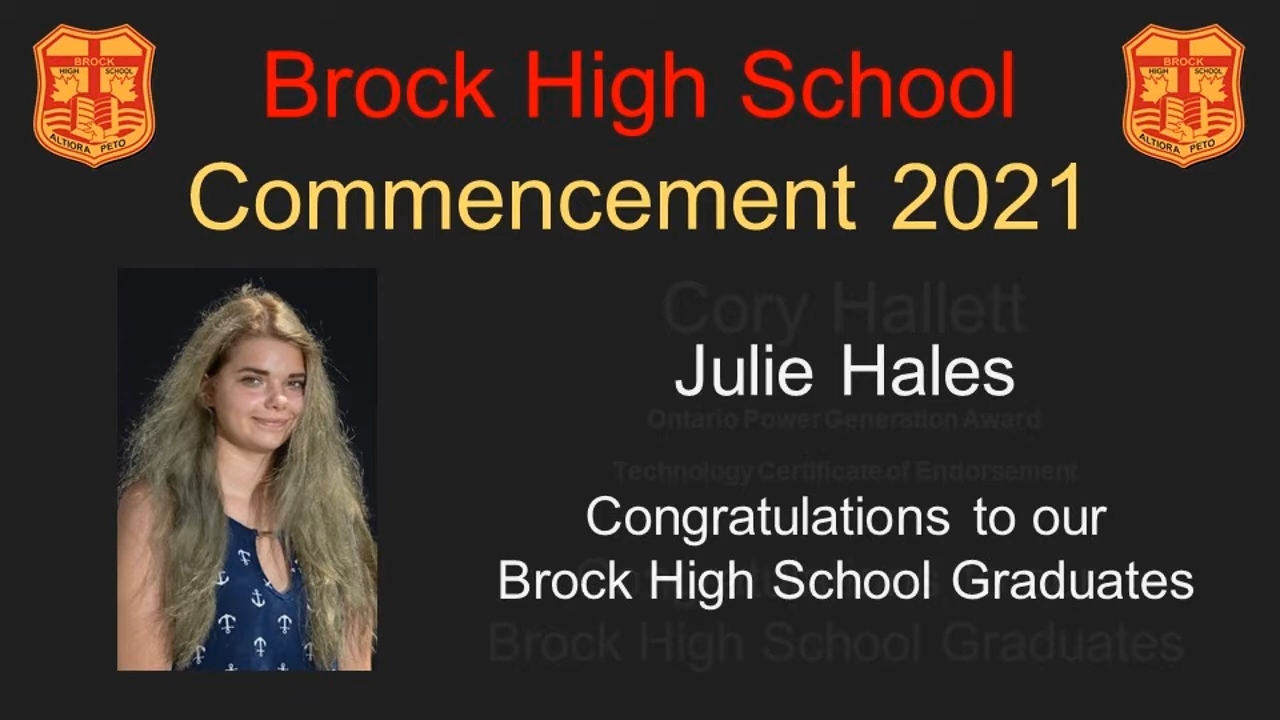 BROCK
HIGH SCHOOL
ALTIORA PETO
Brock High School
BROCK
HIGH SCHOOL
ALTIORA PETO
Commencement 2021
Cory Hallett
Julie Hales
Ontario Power Generation Award
Technology Certificate of Endorsement
Congratulations to our
Brock High School Graduates
Brock High School Graduates